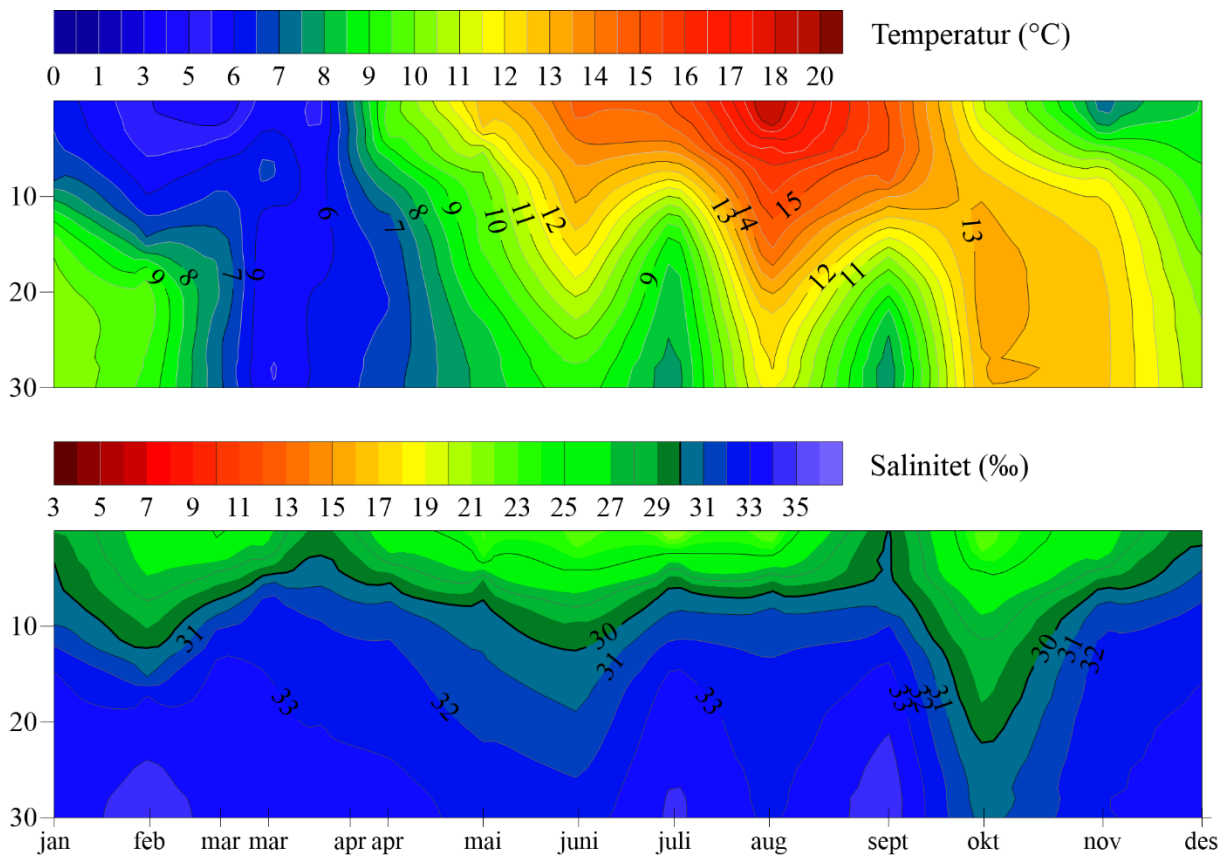 Temperatur (°C)
0 1 3 5 6 7 8 9 10 11 12 13 14 15 16 17 18 20
10
20
30
9 8 7 6 6 7 8 9 10 11 12 9 13 14 15 12 11 13
Salinitet (‰)
3 5 7 9 11 13 15 17 19 21 23 25 27 29 31 33 35
10
20
30
31 33 32 30 31 33 33 32 32 31 30 31 32
jan feb mar mar apr apr mai juni juli aug sept okt nov des